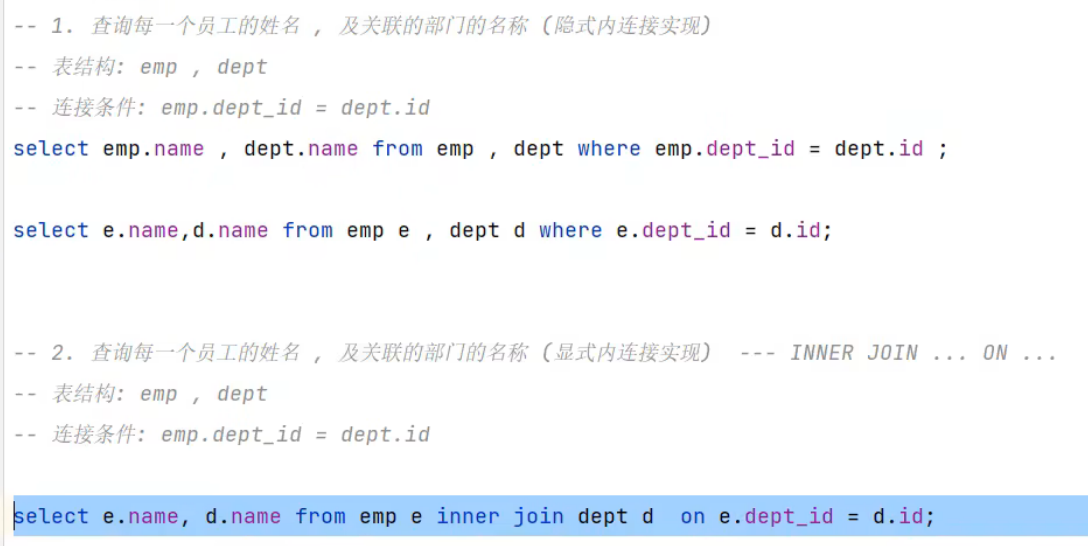 -- 1. 查询每一个员工的姓名 , 及关联的部门的名称 (隐式内连接实现)
-- 表结构: emp , dept
-- 连接条件: emp.dept_id = dept.id
select emp.name , dept.name from emp , dept where emp.dept_id = dept.id ;
select e.name,d.name from emp e , dept d where e.dept_id = d.id;
-- 2. 查询每一个员工的姓名 , 及关联的部门的名称 (显式内连接实现)  --- INNER JOIN ... ON ...
-- 表结构: emp , dept
-- 连接条件: emp.dept_id = dept.id
select e.name, d.name from emp e inner join dept d  on e.dept_id = d.id;